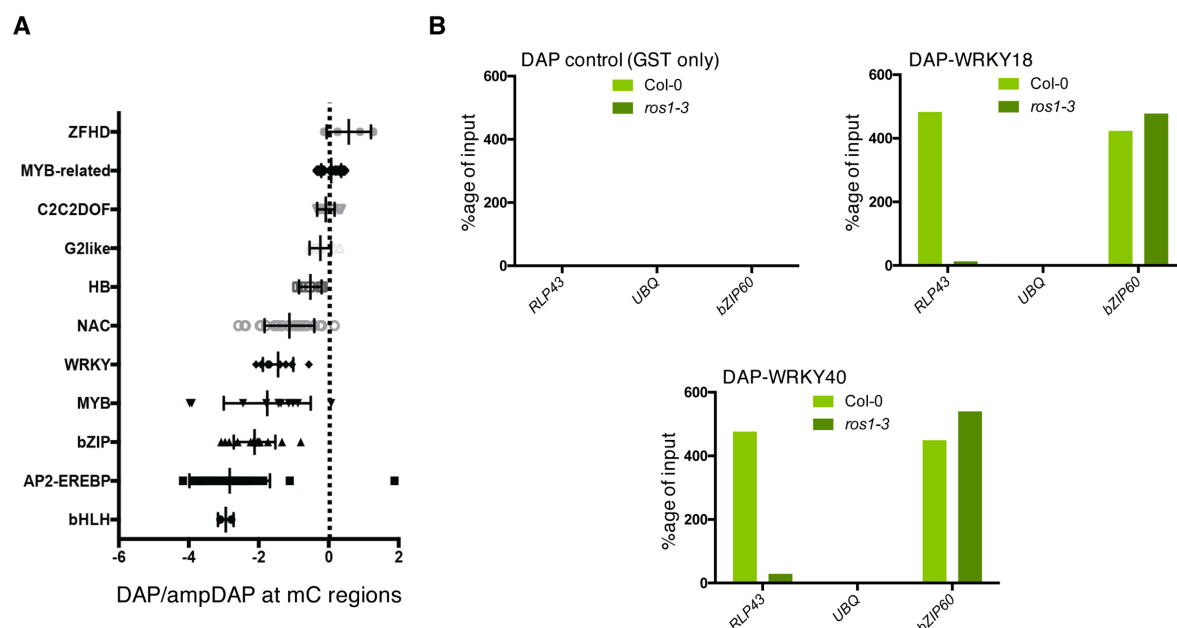 A
ZFHD
MYB-related
C2C2DOF
G2like
HB
NAC
WRKY
MYB
bZIP
AP2-EREBP
bHLH
-6 -4 -2 0 2
DAP/ampDAP at mC regions
B
DAP control (GST only)
Col-0
ros1-3
%age of input
600
400
200
0
RLP43 UBQ bZIP60
DAP-WRKY18
Col-0
ros1-3
%age of input
600
400
200
0
RLP43 UBQ bZIP60
DAP-WRKY40
Col-0
ros1-3
%age of input
600
400
200
0
RLP43 UBQ bZIP60